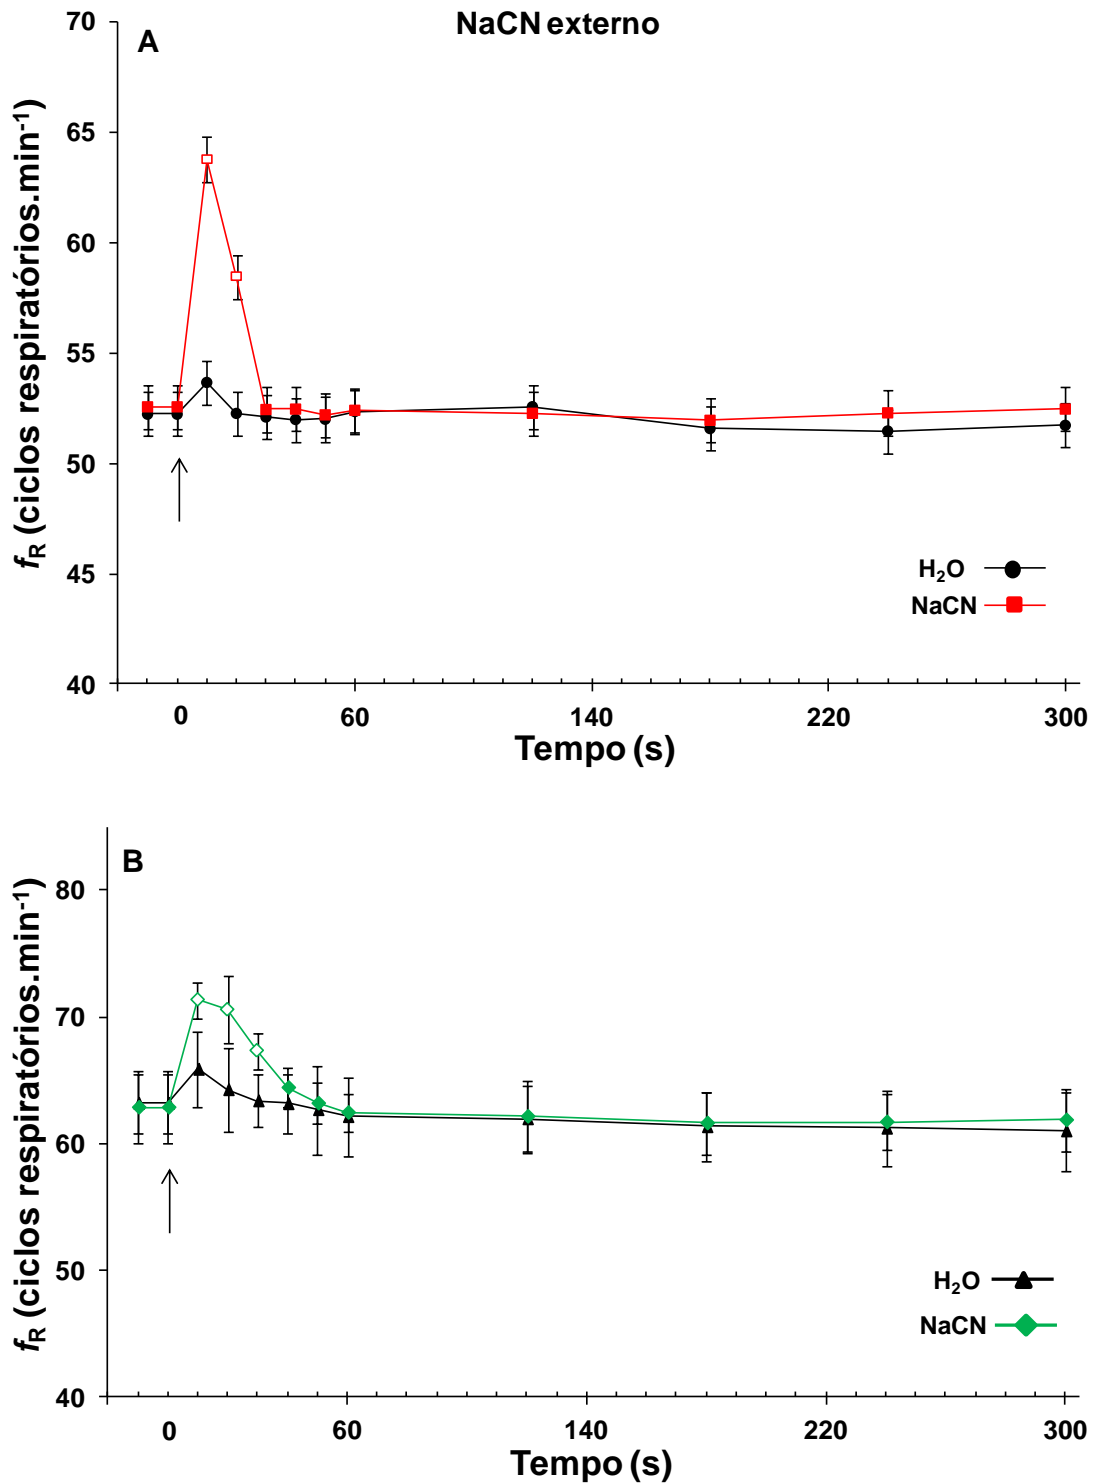 NaCN externo
A
70
65
60
55
50
45
40
fR (ciclos respiratórios.min-1)
H2O
NaCN
0 60 140 220 300
Tempo (s)
B
80
70
60
50
40
fR (ciclos respiratórios.min-1)
H2O
NaCN
0 60 140 220 300
Tempo (s)